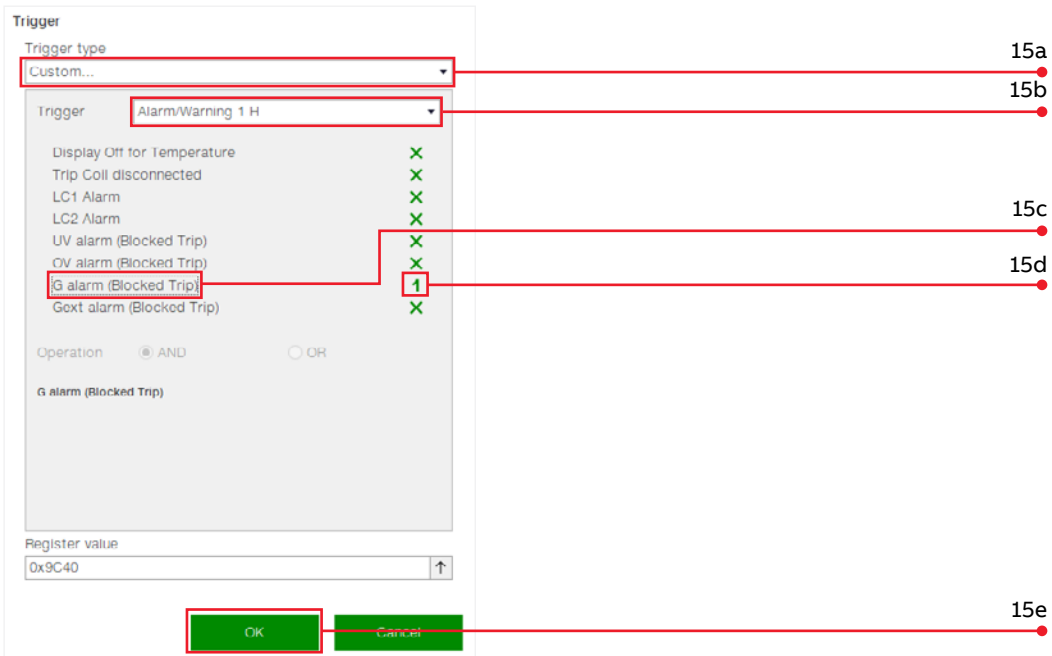 Trigger
Trigger type
Custom...
15a
15b
Trigger Alarm/Warning 1 H
Display Off for Temperature X
Trip Coil disconnected X
LC1 Alarm X
LC2 Alarm X
15c
UV alarm (Blocked Trip) X
OV alarm (Blocked Trip) X
15d
G alarm (Blocked Trip) 1
Gext alarm (Blocked Trip) X
Operation AND OR
G alarm (Blocked Trip)
Register value
0x9C40
15e
OK Cancel